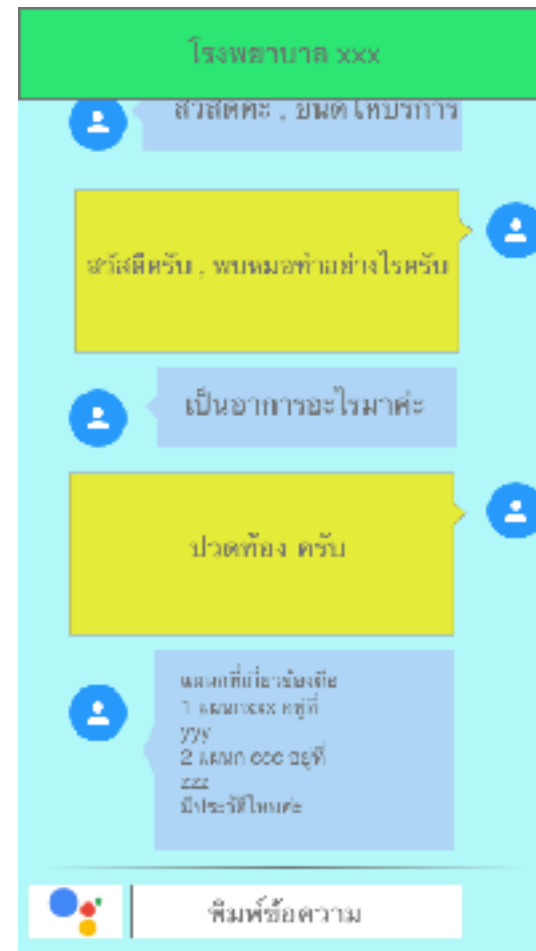 โรงพยาบาล xxx
สวัสดีค่ะ , ยินดีให้บริการ
สวัสดีครับ , พบหมอทำอย่างไรครับ
เป็นอาการอะไรมาค่ะ
ปวดท้อง ครับ
แผนกที่เกี่ยวข้องคือ
1 แผนกxxx อยู่ที่
yyy
2 แผนก ccc อยู่ที่
zzz
มีประวัติไหมค่ะ
พิมพ์ข้อความ